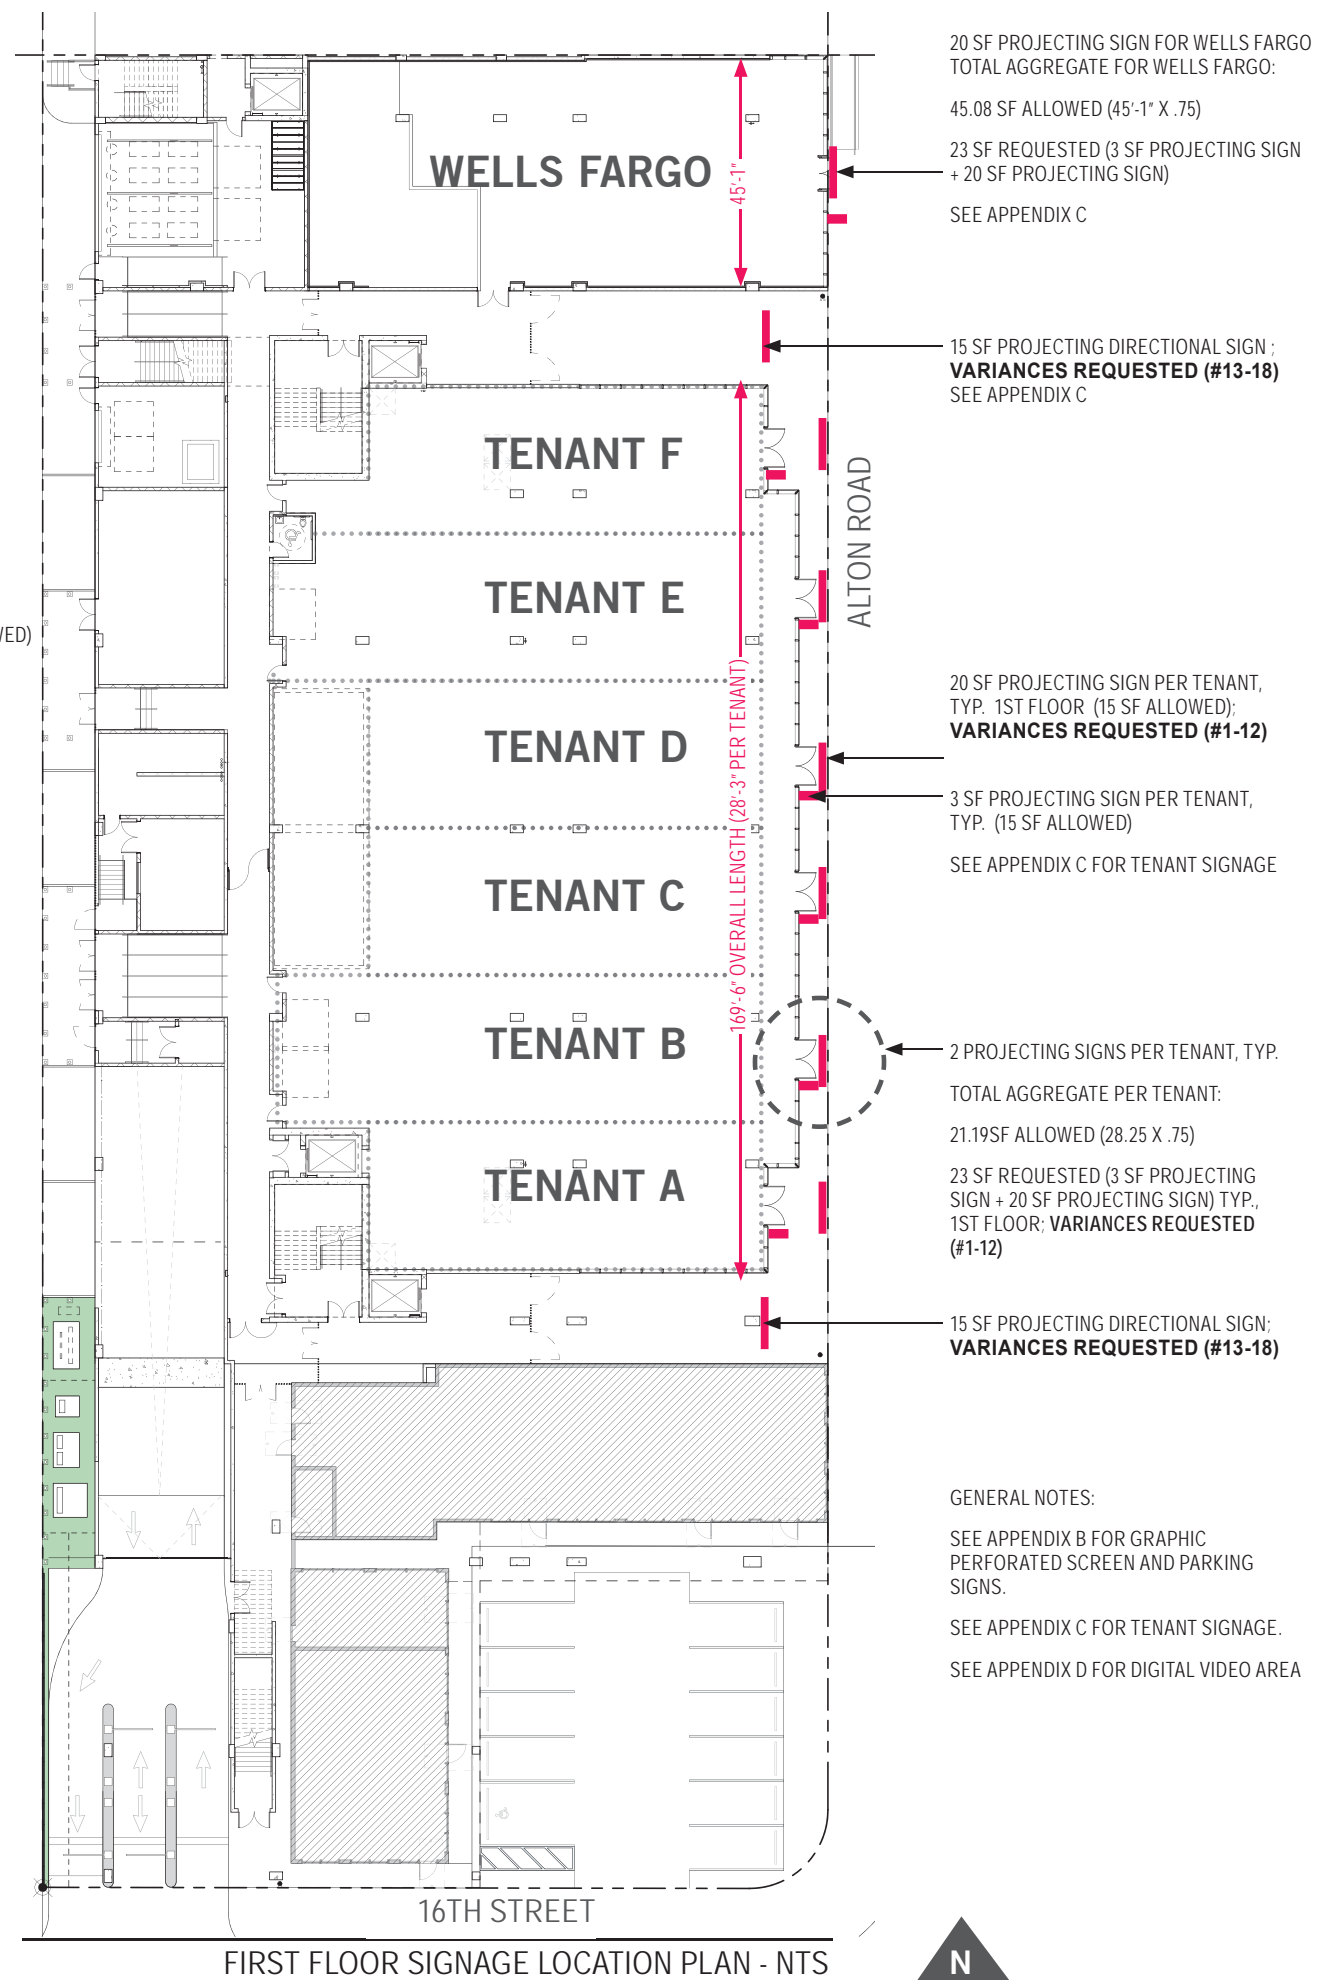 20 SF PROJECTING SIGN FOR WELLS FARGO
TOTAL AGGREGATE FOR WELLS FARGO:
45.08 SF ALLOWED (45'-1" X .75)
23 SF REQUESTED (3 SF PROJECTING SIGN
+ 20 SF PROJECTING SIGN)
SEE APPENDIX C
WELLS FARGO
45'-1"
15 SF PROJECTING DIRECTIONAL SIGN ;
VARIANCES REQUESTED (#13-18)
SEE APPENDIX C
TENANT F
ALTON ROAD
TENANT E
WED)
169'-6" OVERALL LENGTH (28'-3" PER TENANT)
20 SF PROJECTING SIGN PER TENANT,
TYP. 1ST FLOOR (15 SF ALLOWED);
VARIANCES REQUESTED (#1-12)
TENANT D
3 SF PROJECTING SIGN PER TENANT,
TYP. (15 SF ALLOWED)
SEE APPENDIX C FOR TENANT SIGNAGE
TENANT C
TENANT B
2 PROJECTING SIGNS PER TENANT, TYP.
TOTAL AGGREGATE PER TENANT:
21.19SF ALLOWED (28.25 X .75)
23 SF REQUESTED (3 SF PROJECTING
SIGN + 20 SF PROJECTING SIGN) TYP.,
1ST FLOOR; VARIANCES REQUESTED
(#1-12)
TENANT A
15 SF PROJECTING DIRECTIONAL SIGN;
VARIANCES REQUESTED (#13-18)
GENERAL NOTES:
SEE APPENDIX B FOR GRAPHIC
PERFORATED SCREEN AND PARKING
SIGNS.
SEE APPENDIX C FOR TENANT SIGNAGE.
SEE APPENDIX D FOR DIGITAL VIDEO AREA
16TH STREET
FIRST FLOOR SIGNAGE LOCATION PLAN - NTS
N